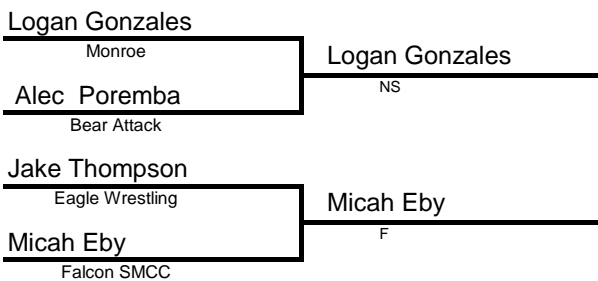 Logan Gonzales
Monroe
Logan Gonzales
NS
Alec  Poremba
Bear Attack
Jake Thompson
Eagle Wrestling
Micah Eby
F
Micah Eby
Falcon SMCC